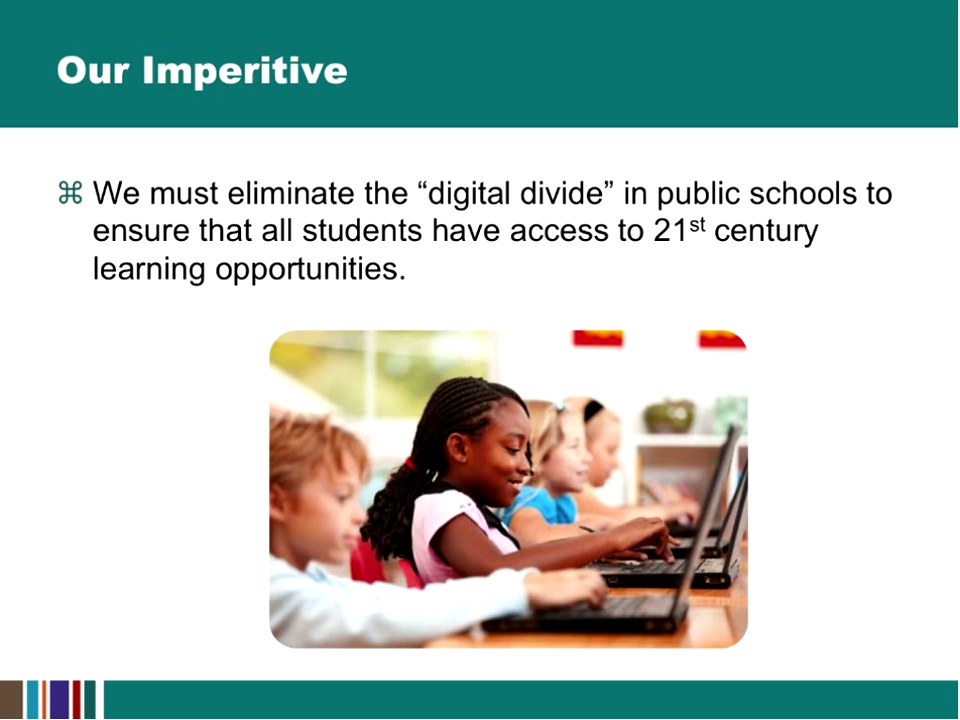 Our Imperitive
⌘ We must eliminate the “digital divide” in public schools to
ensure that all students have access to 21st century
learning opportunities.